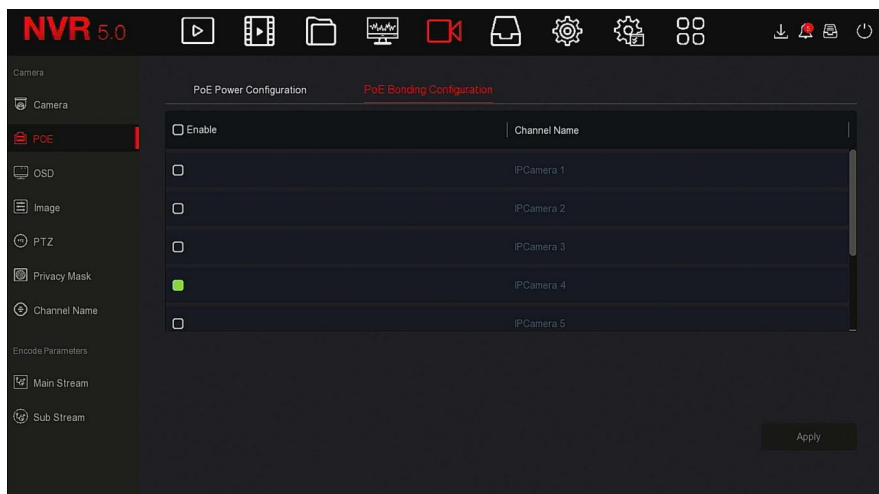 NVR 5.0
Camera
Camera
POE
OSD
Image
PTZ
Privacy Mask
Channel Name
Encode Parameters
Main Stream
Sub Stream
PoE Power Configuration PoE Bonding Configuration
Enable Channel Name
IPCamera 1
IPCamera 2
IPCamera 3
IPCamera 4
IPCamera 5
Apply